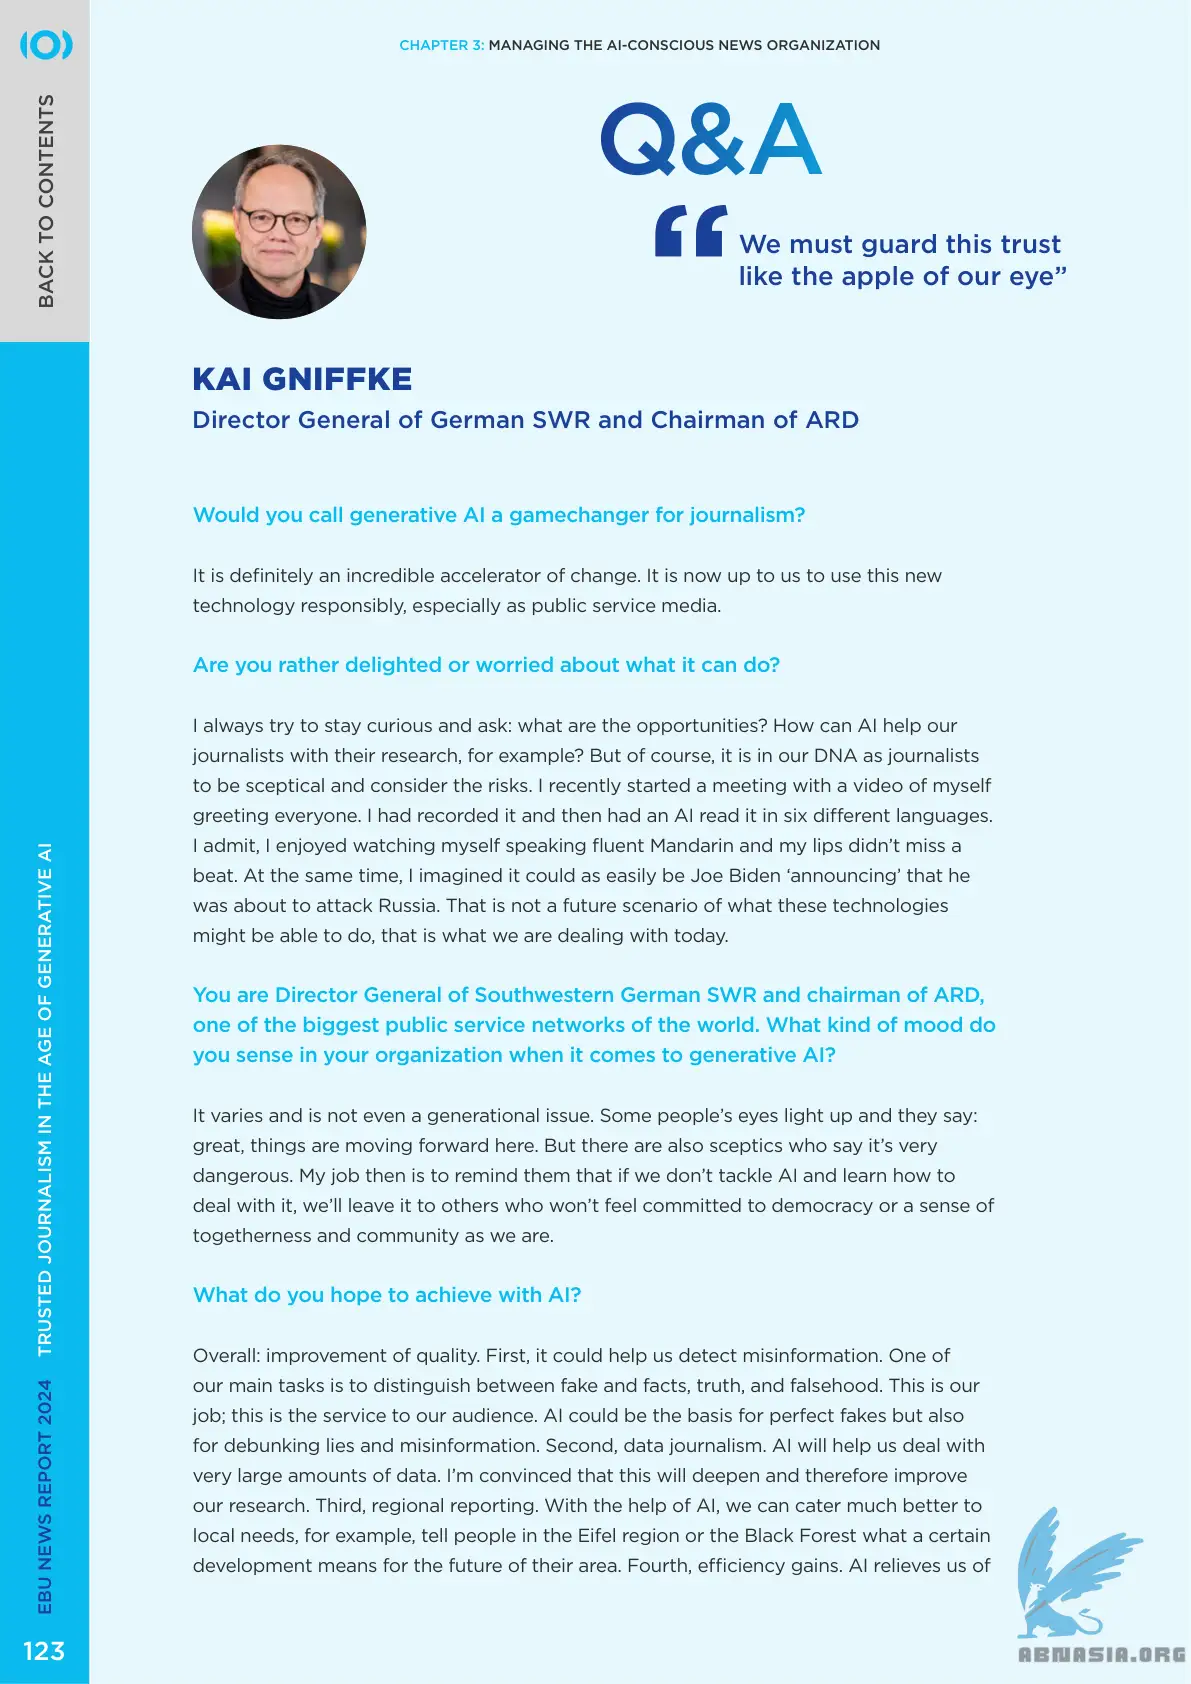 CHAPTER 3: MANAGING THE AI-CONSCIOUS NEWS ORGANIZATION
BACK TO CONTENTS
Q&A
“We must guard this trust
like the apple of our eye”
KAI GNIFFKE
Director General of German SWR and Chairman of ARD
Would you call generative AI a gamechanger for journalism?
It is definitely an incredible accelerator of change. It is now up to us to use this new
technology responsibly, especially as public service media.
Are you rather delighted or worried about what it can do?
I always try to stay curious and ask: what are the opportunities? How can AI help our
journalists with their research, for example? But of course, it is in our DNA as journalists
to be sceptical and consider the risks. I recently started a meeting with a video of myself
greeting everyone. I had recorded it and then had an AI read it in six different languages.
I admit, I enjoyed watching myself speaking fluent Mandarin and my lips didn’t miss a
beat. At the same time, I imagined it could as easily be Joe Biden ‘announcing’ that he
was about to attack Russia. That is not a future scenario of what these technologies
might be able to do, that is what we are dealing with today.
You are Director General of Southwestern German SWR and chairman of ARD,
one of the biggest public service networks of the world. What kind of mood do
you sense in your organization when it comes to generative AI?
It varies and is not even a generational issue. Some people’s eyes light up and they say:
great, things are moving forward here. But there are also sceptics who say it’s very
dangerous. My job then is to remind them that if we don’t tackle AI and learn how to
deal with it, we’ll leave it to others who won’t feel committed to democracy or a sense of
togetherness and community as we are.
What do you hope to achieve with AI?
Overall: improvement of quality. First, it could help us detect misinformation. One of
our main tasks is to distinguish between fake and facts, truth, and falsehood. This is our
job; this is the service to our audience. AI could be the basis for perfect fakes but also
for debunking lies and misinformation. Second, data journalism. AI will help us deal with
very large amounts of data. I’m convinced that this will deepen and therefore improve
our research. Third, regional reporting. With the help of AI, we can cater much better to
local needs, for example, tell people in the Eifel region or the Black Forest what a certain
development means for the future of their area. Fourth, efficiency gains. AI relieves us of
EBU NEWS REPORT 2024 TRUSTED JOURNALISM IN THE AGE OF GENERATIVE AI
123
ABNASIA.ORG